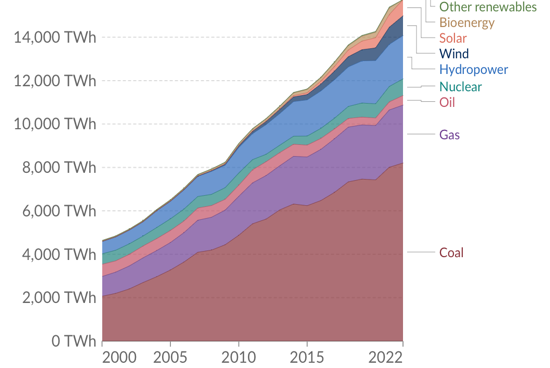 Other renewables
Bioenergy
Solar
Wind
Hydropower
Nuclear
Oil
Gas
Coal
14,000 TWh
12,000 TWh
10,000 TWh
8,000 TWh
6,000 TWh
4,000 TWh
2,000 TWh
0 TWh
2000 2005 2010 2015 2022